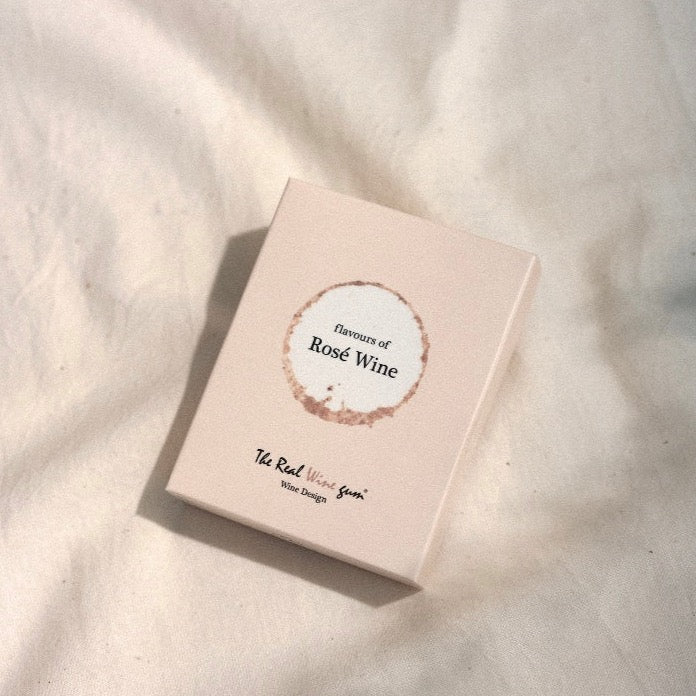 flavours of
Rosé Wine
The Real Wine gum®
Wine Design